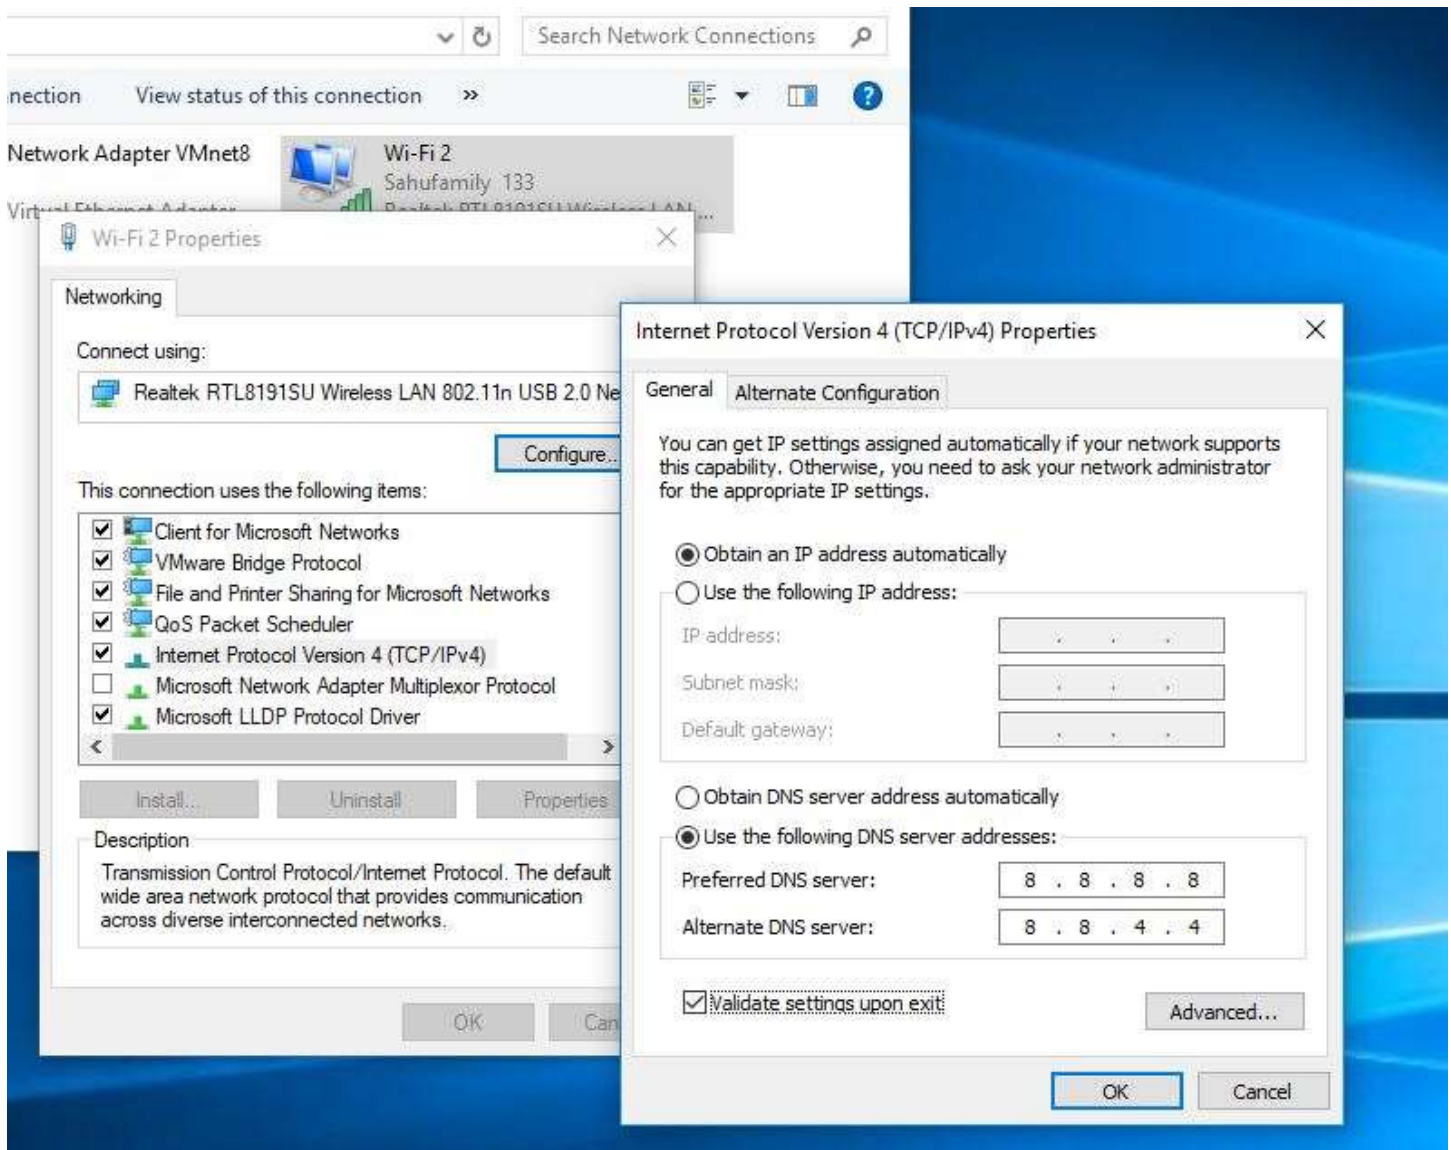 Search Network Connections
nection View status of this connection »
Network Adapter VMnet8
Wi-Fi 2
Sahufamily 133
Virtual Ethernet Adapter
Realtek RTL8191SU Wireless LAN ...
Wi-Fi 2 Properties
Networking
Connect using:
Realtek RTL8191SU Wireless LAN 802.11n USB 2.0 Ne
Configure..
This connection uses the following items:
Client for Microsoft Networks
VMware Bridge Protocol
File and Printer Sharing for Microsoft Networks
QoS Packet Scheduler
Internet Protocol Version 4 (TCP/IPv4)
Microsoft Network Adapter Multiplexor Protocol
Microsoft LLDP Protocol Driver
Install... Uninstall Properties
Description
Transmission Control Protocol/Internet Protocol. The default
wide area network protocol that provides communication
across diverse interconnected networks.
OK Can
Internet Protocol Version 4 (TCP/IPv4) Properties
General Alternate Configuration
You can get IP settings assigned automatically if your network supports
this capability. Otherwise, you need to ask your network administrator
for the appropriate IP settings.
Obtain an IP address automatically
Use the following IP address:
IP address: . . .
Subnet mask: . . .
Default gateway: . . .
Obtain DNS server address automatically
Use the following DNS server addresses:
Preferred DNS server: 8 . 8 . 8 . 8
Alternate DNS server: 8 . 8 . 4 . 4
Validate settings upon exit
Advanced...
OK Cancel